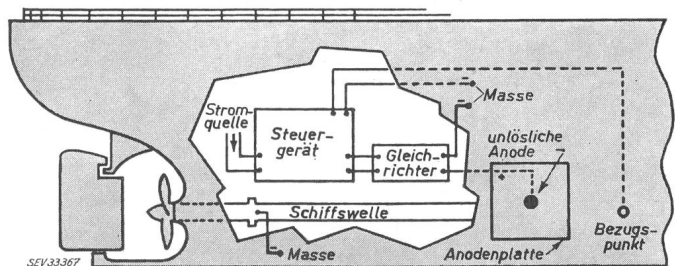 Strom-
quelle
Steuer-
gerät
Gleich-
richter
Masse
unlösliche
Anode
Schiffswelle
Masse
Anodenplatte
Bezugs-
punkt
SEV33367